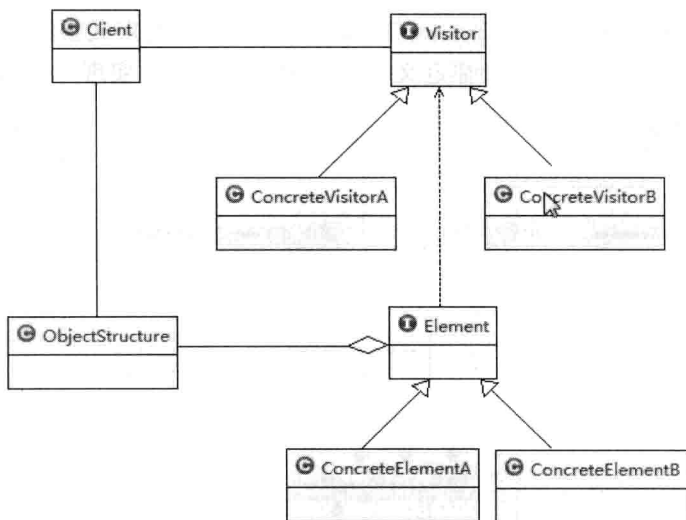 C Client
I Visitor
C ConcreteVisitorA
C ConcreteVisitorB
C ObjectStructure
I Element
C ConcreteElementA
C ConcreteElementB